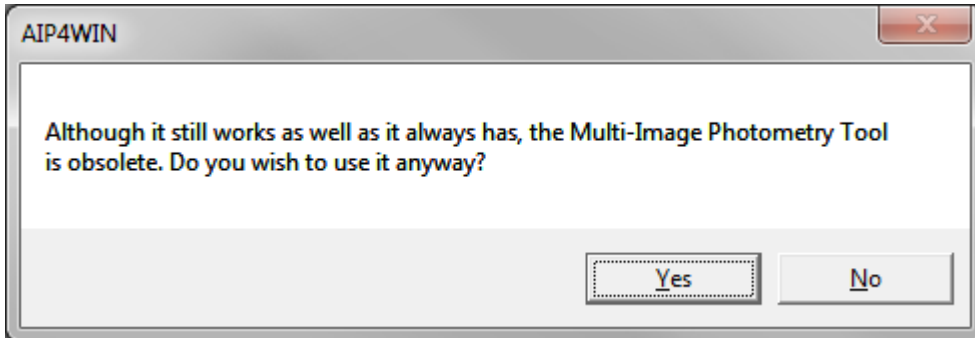 AIP4WIN
Although it still works as well as it always has, the Multi-Image Photometry Tool
is obsolete. Do you wish to use it anyway?
Yes
No